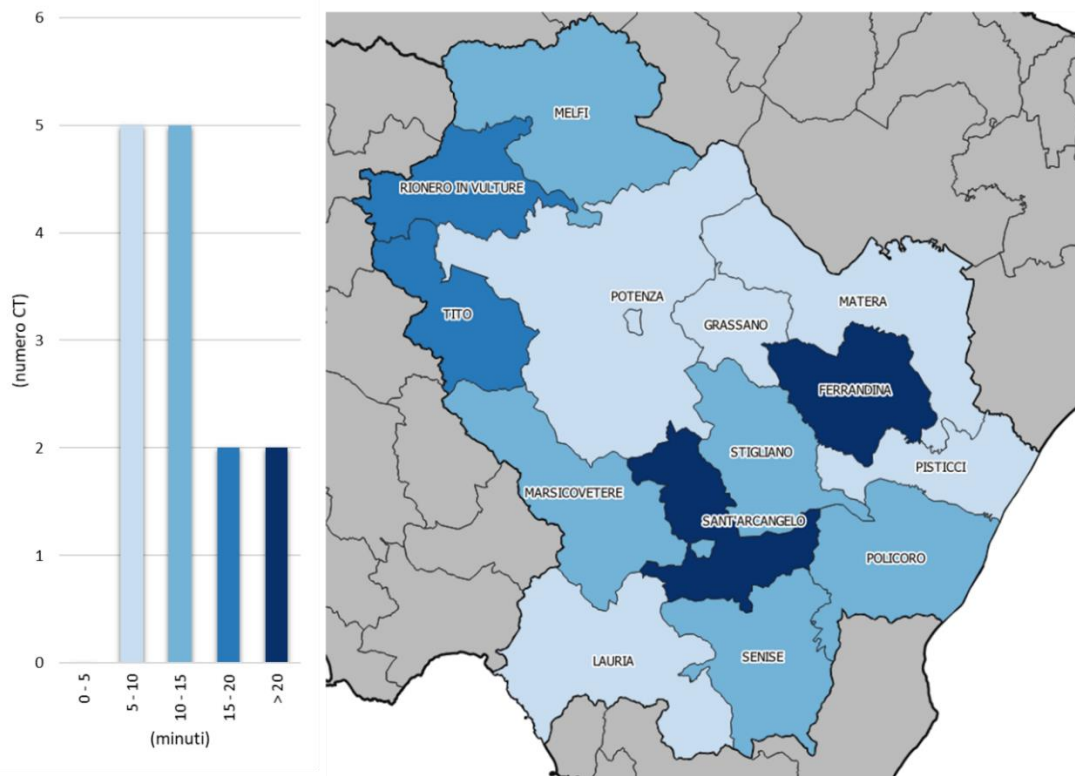 6
5
4
3
2
1
0
(numero CT)
0 - 5
5 - 10
10 - 15
15 - 20
> 20
(minuti)
MELFI
RIONERO IN VULTURE
POTENZA
MATERA
TITO
GRASSANO
FERRANDINA
STIGLIANO
PISTICCI
MARSICOVETERE
SANT'ARCANGELO
POLICORO
LAURIA
SENISE